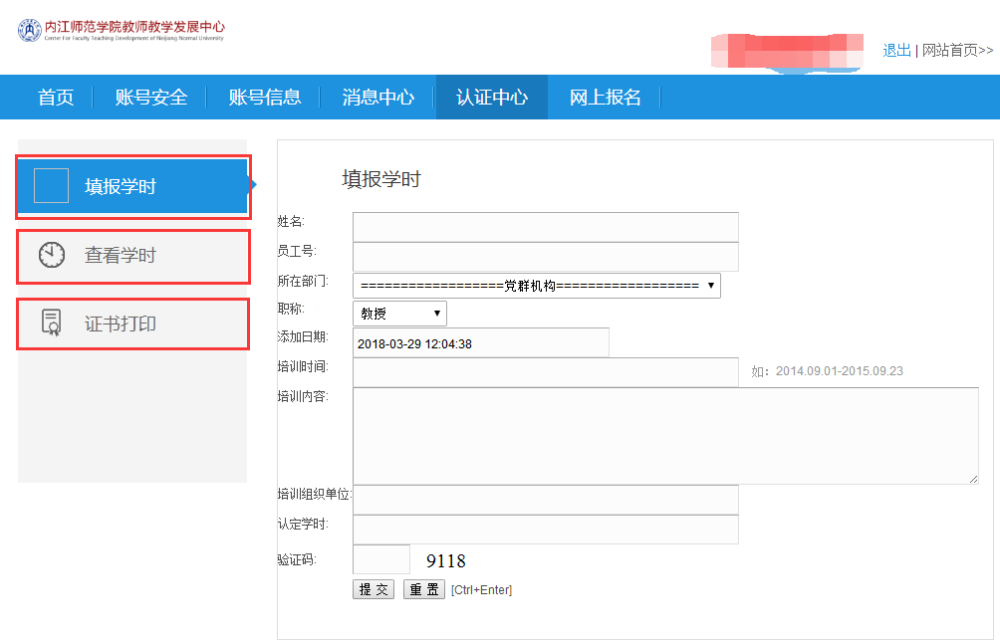 内江师范学院教师教学发展中心
Center For Faculty Teaching Development of Neijiang Normal University
退出 | 网站首页>>
首页 账号安全 账号信息 消息中心 认证中心 网上报名
填报学时
查看学时
证书打印
填报学时
姓名:
员工号:
所在部门: ==================党群机构==================
职称: 教授
添加日期: 2018-03-29 12:04:38
培训时间: 如：2014.09.01-2015.09.23
培训内容:
培训组织单位:
认定学时:
验证码: 9118
提 交 重 置 [Ctrl+Enter]